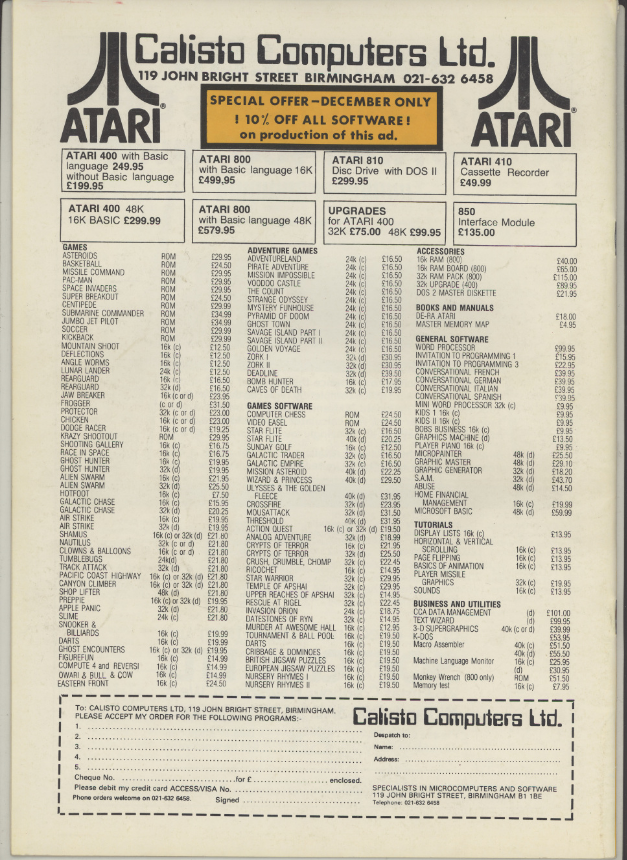 Calisto Computers Ltd.
119 JOHN BRIGHT STREET BIRMINGHAM 021-632 6458
ATARI®
SPECIAL OFFER – DECEMBER ONLY
! 10% OFF ALL SOFTWARE !
on production of this ad.
ATARI®
ATARI 400 with Basic
language 249.95
without Basic language
£199.95
ATARI 800
with Basic language 16K
£499,95
ATARI 810
Disc Drive with DOS II
£299.95
ATARI 410
Cassette Recorder
£49.99
ATARI 400 48K
16K BASIC £299.99
ATARI 800
with Basic language 48K
£579.95
UPGRADES
for ATARI 400
32K £75.00 48K £99.95
850
Interface Module
£135.00
GAMES
ASTEROIDS ROM £29.95
BASKETBALL ROM £24.50
MISSILE COMMAND ROM £29.95
PAC-MAN ROM £29.95
SPACE INVADERS ROM £29.95
SUPER BREAKOUT ROM £24.50
CENTIPEDE ROM £29.95
SUBMARINE COMMANDER ROM £34.99
JUMBO JET PILOT ROM £34.99
SOCCER ROM £29.95
KICKBACK ROM £29.99
MOUNTAIN SHOOT 16k (c) £12.50
DEFLECTIONS 16k (c) £12.50
ANGLE WORMS 16k (c) £12.50
LUNAR LANDER 24k (c) £12.50
REARGUARD 16k (c) £16.50
REARGUARD 32k (d) £16.50
JAW BREAKER 16k (c or d) £23.95
FROGGER (c or d) £31.50
PROTECTOR 32k (c or d) £23.00
CHICKEN 16k (c or d) £23.00
DODGE RACER 16k (c or d) £19.25
KRAZY SHOOTOUT ROM £29.95
SHOOTING GALLERY 16k (c) £16.75
RACE IN SPACE 16k (c) £16.75
GHOST HUNTER 16k (c) £19.95
GHOST HUNTER 32k (d) £19.95
ALIEN SWARM 16k (c) £21.95
ALIEN SWARM 32k (d) £25.50
HOTFOOT 16k (c) £7.50
GALACTIC CHASE 16k (c) £15.95
GALACTIC CHASE 32k (d) £20.25
AIR STRIKE 16k (c) £19.95
AIR STRIKE 32k (d) £19.95
SHAMUS 16k (c) or 32k (d) £21.80
NAUTILUS 32k (c or d) £21.80
CLOWNS & BALLOONS 16k (c or d) £21.80
TUMBLEBUGS 24k(d) £21.80
TRACK ATTACK 32k (d) £21.80
PACIFIC COAST HIGHWAY 16k (c) or 32k (d) £21.80
CANYON CLIMBER 16k (c) or 32k (d) £21.80
SHOP LIFTER 48k (d) £21.80
PREPPIE 16k (c) or 32k (d) £21.80
APPLE PANIC 32k (d) £21.80
SLIME 24k (c) £21.80
SNOOKER &
BILLIARDS 16k (c) £19.99
DARTS 16k (c) £19.99
GHOST ENCOUNTERS 16k (c) or 32k (d) £19.95
FIGUREFUN 16k (c) £14.99
COMPUTE 4 and REVERSI 16k (c) £14.99
OWARI & BULL, & COW 16k (c) £14.99
EASTERN FRONT 16k (c) £24.50
ADVENTURE GAMES
ADVENTURELAND 24k (c) £16.50
PIRATE ADVENTURE 24k (c) £16.50
MISSION IMPOSSIBLE 24k (c) £16.50
VOODOO CASTLE 24k (c) £16.50
THE COUNT 24k (c) £16.50
STRANGE ODYSSEY 24k (c) £16.50
MYSTERY FUNHOUSE 24k (c) £16.50
PYRAMID OF DOOM 24k (c) £16.50
GHOST TOWN 24k (c) £16.50
SAVAGE ISLAND PART I 24k (c) £16.50
SAVAGE ISLAND PART II 24k (c) £16.50
GOLDEN VOYAGE 24k (c) £16.50
ZORK I 32k (d) £30.95
ZORK II 32k (d) £30.95
DEADLINE 32k (d) £39.50
BOMB HUNTER 16k (c) £17.95
CAVES OF DEATH 32k (c) £19.95
GAMES SOFTWARE
COMPUTER CHESS ROM £24.50
VIDEO EASEL ROM £24.50
STAR FLITE 32k (c) £16.50
STAR FLITE 40k (d) £20.25
SUNDAY GOLF 16k (c) £12.50
GALACTIC TRADER 32k (c) £16.50
GALACTIC EMPIRE 32k (c) £16.50
MISSION ASTEROID 40k (d) £22.25
WIZARD & PRINCESS 40k (d) £29.50
ULYSSES & THE GOLDEN
FLEECE 40k (d) £31.95
CROSSFIRE 32k (d) £23.95
MOUSATTACK 32k (d) £31.50
THRESHOLD 40K (d) £31.95
ACTION QUEST 16k (c) or 32k (d) £19.50
ANALOG ADVENTURE 32k (d) £18.99
CRYPTS OF TERROR 16k (c) £21.95
CRYPTS OF TERROR 32k (d) £25.50
CRUSH, CRUMBLE, CHOMP 32k (c) £22.45
RICOCHET 16k (c) £14.95
STAR WARRIOR 32k (c) £29.95
TEMPLE OF APSHAI 32k (c) £29.95
UPPER REACHES OF APSHAI 32k (c) £14.95
RESCUE AT RIGEL 32k (c) £22.45
INVASION ORION 24k (c) £18.75
DATESTONES OF RYN 32k (c) £14.95
MURDER AT AWESOME HALL 16k (c) £12.95
TOURNAMENT & BALL POOL 16k (c) £19.50
DARTS 16k (c) £19.50
CRIBBAGE & DOMINOES 16k (c) £19.50
BRITISH JIGSAW PUZZLES 16k (c) £19.50
EUROPEAN JIGSAW PUZZLES 16k (c) £19.50
NURSERY RHYMES I 16k (c) £19.50
NURSERY RHYMES II 16k (c) £19.50
ACCESSORIES
16k RAM (800) £40.00
16k RAM BOARD (800) £65.00
32k RAM PACK (800) £115.00
32k UPGRADE (400) £89.95
DOS 2 MASTER DISKETTE £21.95
BOOKS AND MANUALS
DE-RA ATARI £18.00
MASTER MEMORY MAP £4.95
GENERAL SOFTWARE
WORD PROCESSOR £99.95
INVITATION TO PROGRAMMING 1 £15.95
INVITATION TO PROGRAMMING 3 £22.95
CONVERSATIONAL FRENCH £39.95
CONVERSATIONAL GERMAN £39.95
CONVERSATIONAL ITALIAN £39.95
CONVERSATIONAL SPANISH £39.95
MINI WORD PROCESSOR 32k (c) £9.95
KIDS 1 16k (c) £9.95
KIDS II 16k (c) £9.95
BOBS BUSINESS 16k (c) £9.95
GRAPHICS MACHINE (d) £13.50
PLAYER PIANO 16k (c) £9.95
MICROPAINTER 48k (d) £25.50
GRAPHIC MASTER 48k (d) £29.10
GRAPHIC GENERATOR 32k (d) £18.20
S.A.M. 32k (d) £43.70
ABUSE 48k (d) £14.50
HOME FINANCIAL
MANAGEMENT 16k (c) £19.99
MICROSOFT BASIC 48k (d) £59.99
TUTORIALS
DISPLAY LISTS 16k (c) £13.95
HORIZONTAL & VERTICAL
SCROLLING 16k (c) £13.95
PAGE FLIPPING 16k (c) £13.95
BASICS OF ANIMATION 16k (c) £13.95
PLAYER MISSILE
GRAPHICS 32k (c) £19.95
SOUNDS 16k (c) £13.95
BUSINESS AND UTILITIES
CCA DATA MANAGEMENT (d) £101.00
TEXT WIZARD (d) £99.95
3-D SUPERGRAPHICS 40k (c or d) £39.99
K-DOS £53.95
Macro Assembler 40k (c) £51.50
40k (d) £55.50
Machine Language Monitor 16k (c) £25.95
(d) £30.95
Monkey Wrench (800 only) ROM £51.50
Memory test 16k (c) £7.95
To: CALISTO COMPUTERS LTD, 119 JOHN BRIGHT STREET, BIRMINGHAM.
PLEASE ACCEPT MY ORDER FOR THE FOLLOWING PROGRAMS:-
1.
2.
3.
4.
5.
Cheque No. for £ enclosed.
Please debit my credit card ACCESS/VISA No.
Phone orders welcome on 021-632 6458. Signed
Calisto Computers Ltd.
Despatch to:
Name:
Address:
SPECIALISTS IN MICROCOMPUTERS AND SOFTWARE
119 JOHN BRIGHT STREET, BIRMINGHAM B1 1BE
Telephone: 021-632 6458